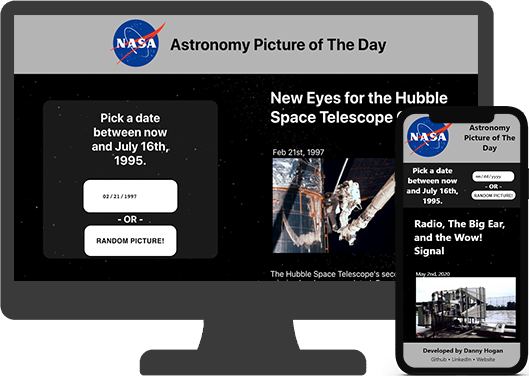 NASA
Astronomy Picture of The Day
Pick a date
between now
and July 16th,
1995.
02/21/1997
- OR -
RANDOM PICTURE!
New Eyes for the Hubble
Space Telescope
Feb 21st, 1997
The Hubble Space Telescope's
NASA
Astronomy
Picture of The
Day
Pick a date
between now
and July 16th,
1995.
mm/dd/yyyy
- OR -
RANDOM PICTURE!
Radio, The Big Ear,
and the Wow!
Signal
May 2nd, 2020
Developed by Danny Hogan
Github • LinkedIn • Website